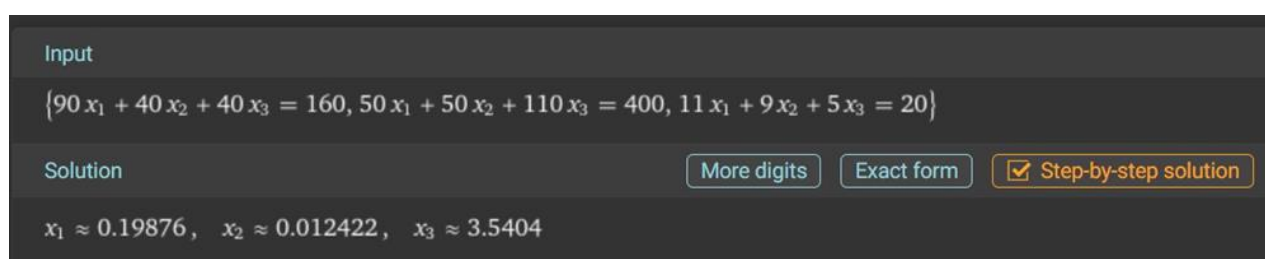 Input
{90 x₁ + 40 x₂ + 40 x₃ = 160, 50 x₁ + 50 x₂ + 110 x₃ = 400, 11 x₁ + 9 x₂ + 5 x₃ = 20}
Solution More digits Exact form Step-by-step solution
x₁ ≈ 0.19876, x₂ ≈ 0.012422, x₃ ≈ 3.5404